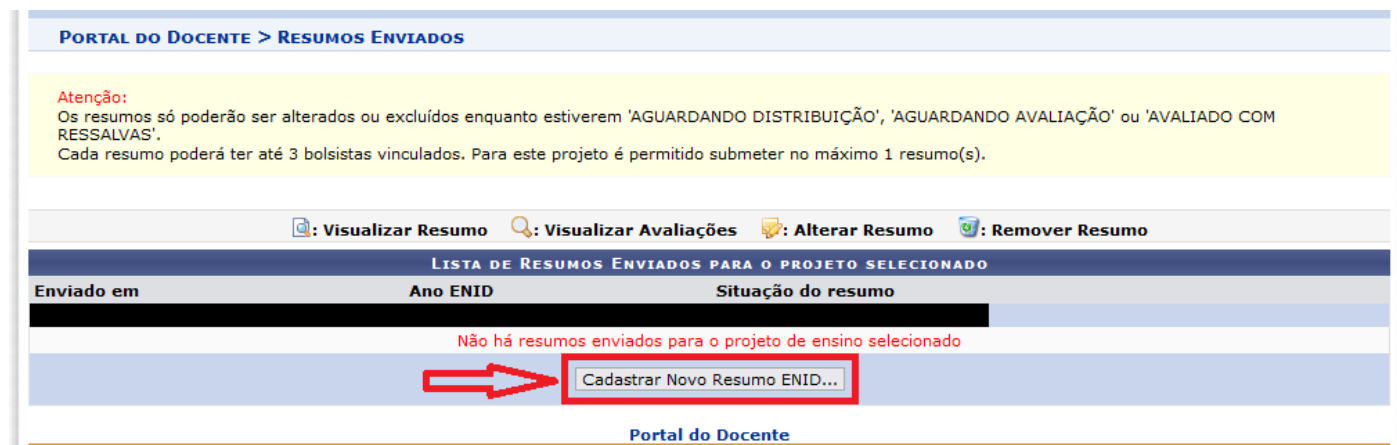 PORTAL DO DOCENTE > RESUMOS ENVIADOS
Atenção:
Os resumos só poderão ser alterados ou excluídos enquanto estiverem 'AGUARDANDO DISTRIBUIÇÃO', 'AGUARDANDO AVALIAÇÃO' ou 'AVALIADO COM
RESSALVAS'.
Cada resumo poderá ter até 3 bolsistas vinculados. Para este projeto é permitido submeter no máximo 1 resumo(s).
: Visualizar Resumo : Visualizar Avaliações : Alterar Resumo : Remover Resumo
LISTA DE RESUMOS ENVIADOS PARA O PROJETO SELECIONADO
Enviado em Ano ENID Situação do resumo
Não há resumos enviados para o projeto de ensino selecionado
Cadastrar Novo Resumo ENID...
Portal do Docente